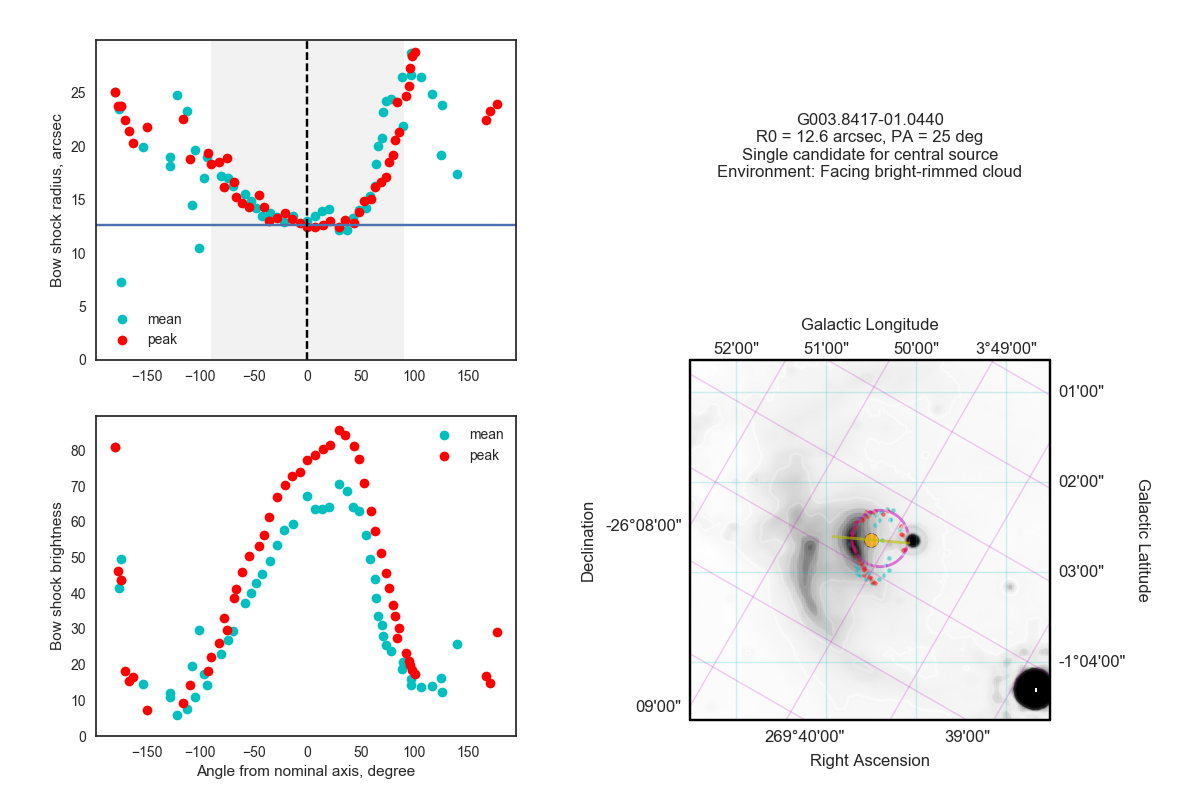 Bow shock radius, arcsec
25
20
15
10
5
0
mean
peak
−150
−100
−50
0
50
100
150
G003.8417-01.0440
R0 = 12.6 arcsec, PA = 25 deg
Single candidate for central source
Environment: Facing bright-rimmed cloud
Bow shock brightness
80
70
60
50
40
30
20
10
0
mean
peak
−150
−100
−50
0
50
100
150
Angle from nominal axis, degree
Galactic Longitude
52'00"
51'00"
50'00"
3°49'00"
01'00"
02'00"
03'00"
-1°04'00"
Galactic Latitude
Declination
-26°08'00"
09'00"
269°40'00"
39'00"
Right Ascension